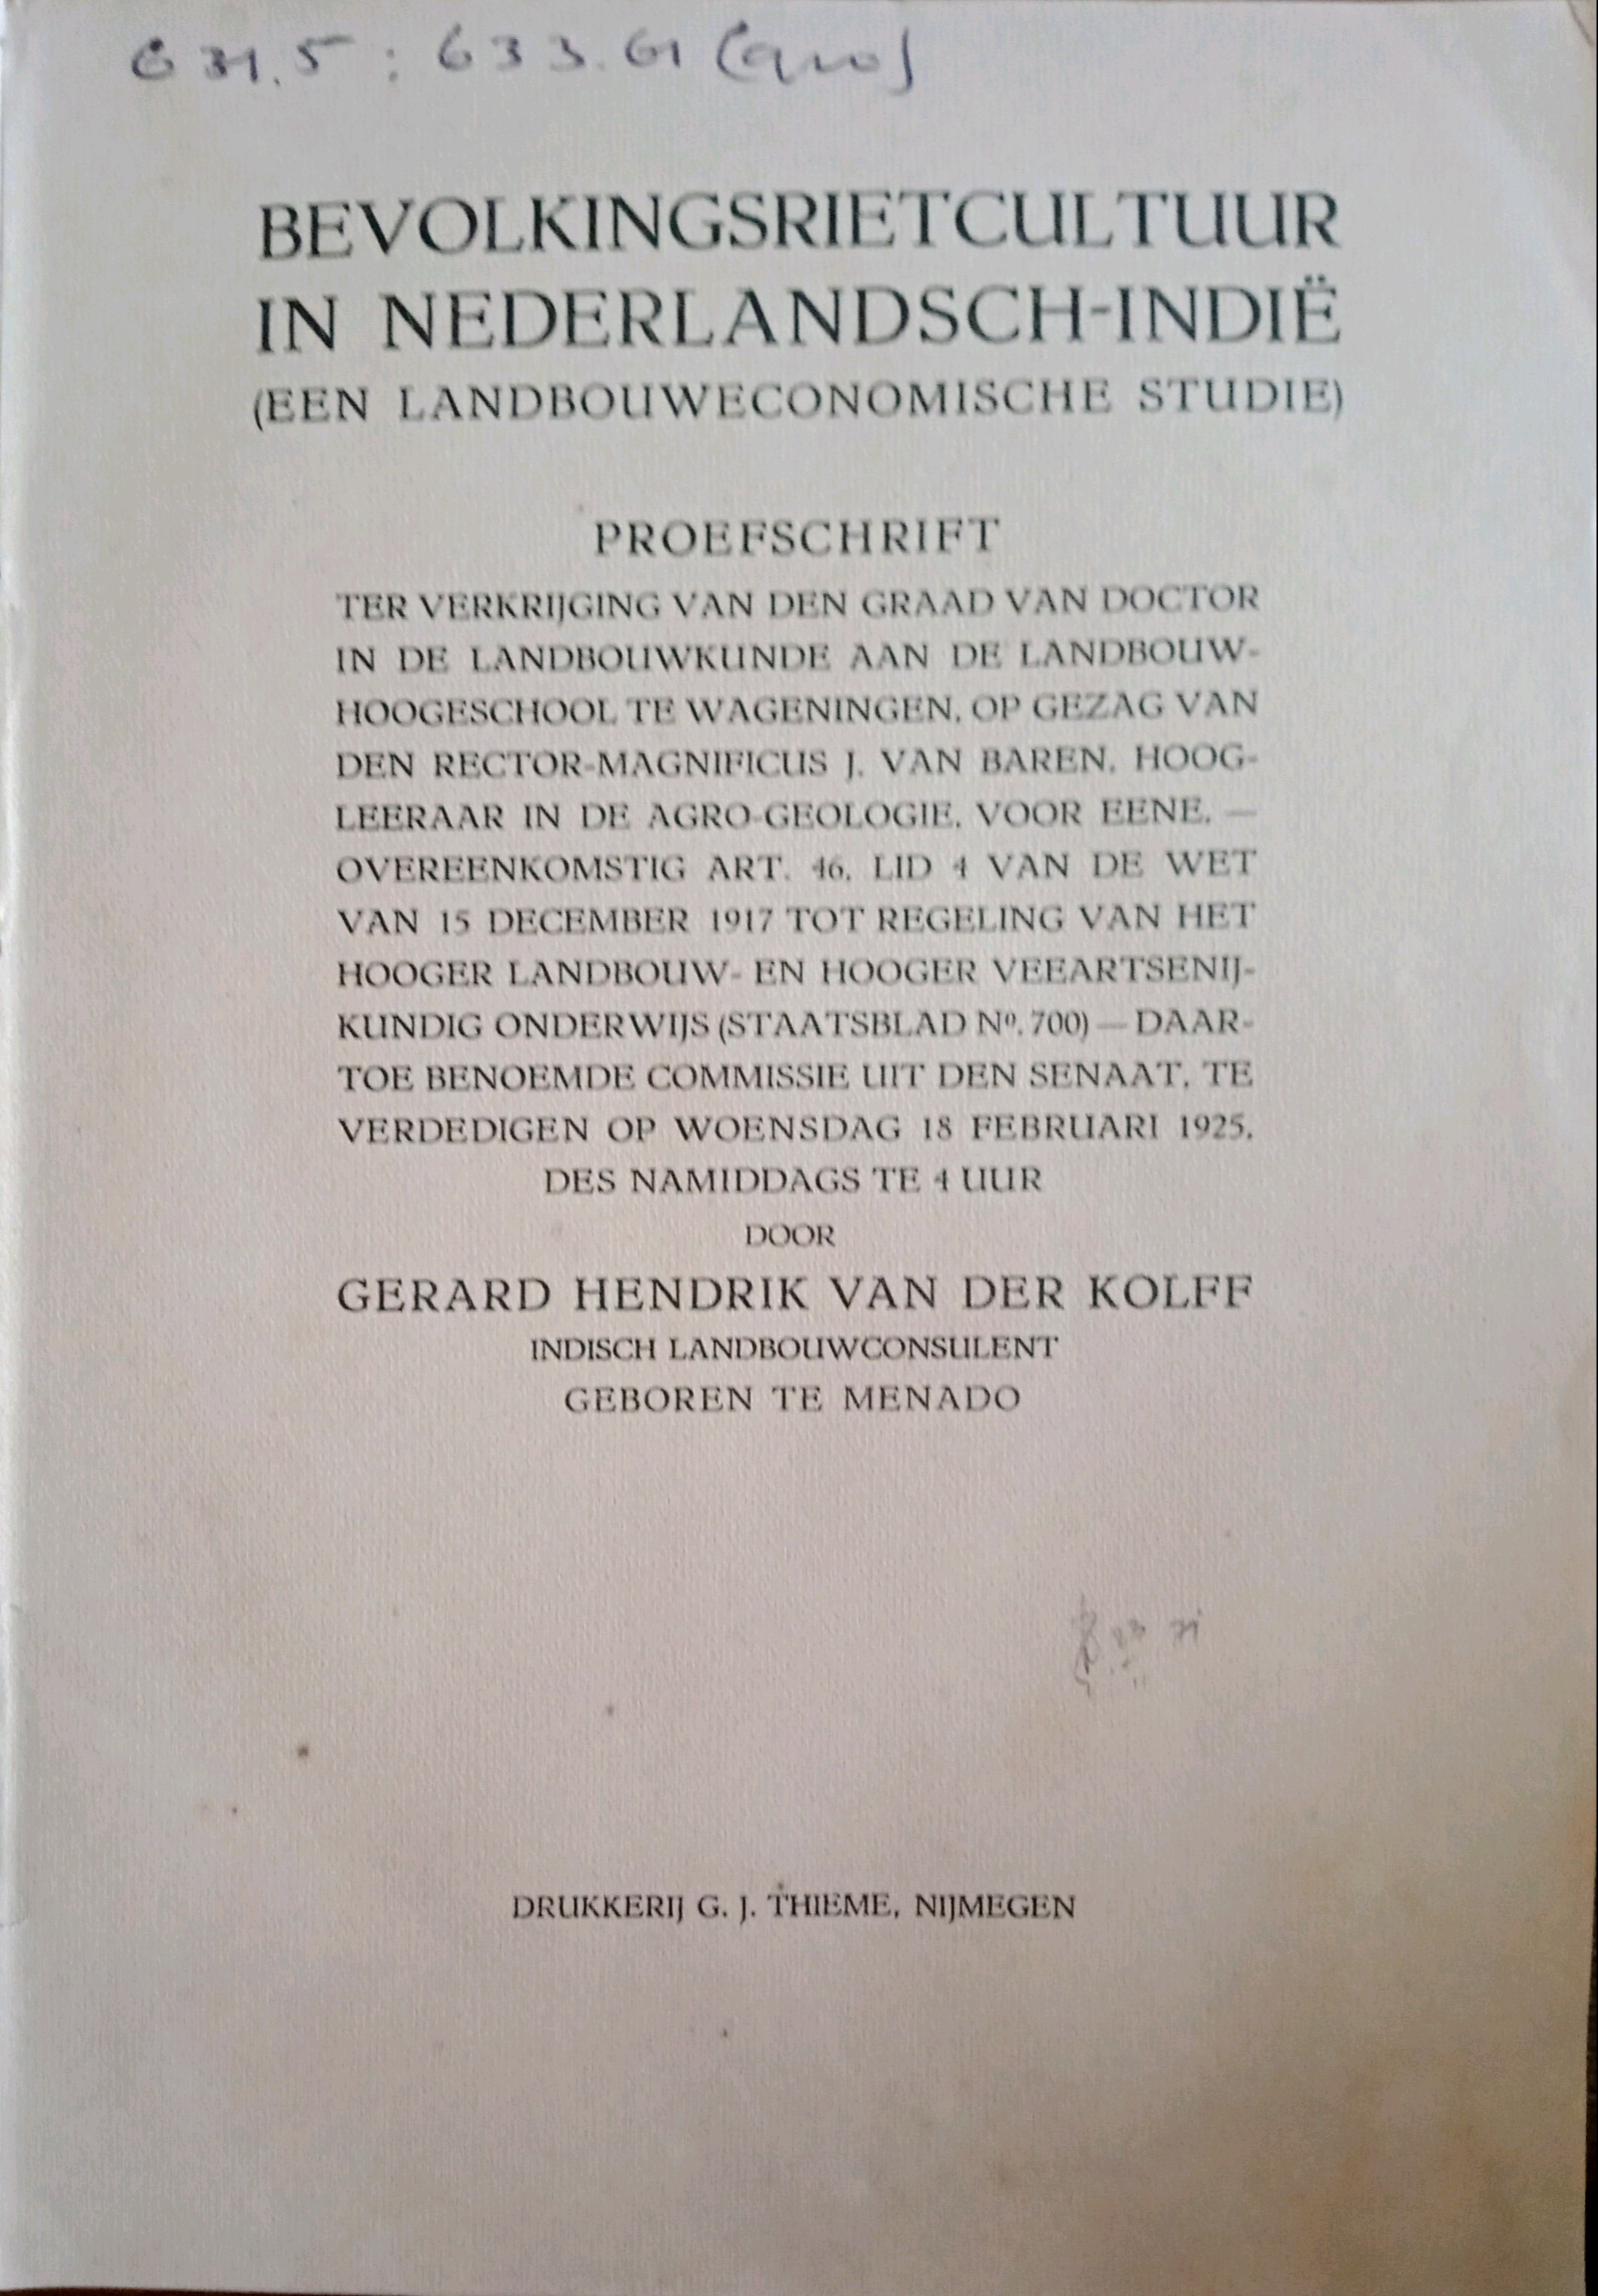 631.5 : 633.61 (910)
BEVOLKINGSRIETCULTUUR
IN NEDERLANDSCH-INDIË
(EEN LANDBOUWECONOMISCHE STUDIE)
PROEFSCHRIFT
TER VERKRIJGING VAN DEN GRAAD VAN DOCTOR
IN DE LANDBOUWKUNDE AAN DE LANDBOUW-
HOOGESCHOOL TE WAGENINGEN, OP GEZAG VAN
DEN RECTOR-MAGNIFICUS J. VAN BAREN, HOOG-
LEERAAR IN DE AGRO-GEOLOGIE, VOOR EENE, —
OVEREENKOMSTIG ART. 46, LID 4 VAN DE WET
VAN 15 DECEMBER 1917 TOT REGELING VAN HET
HOOGER LANDBOUW- EN HOOGER VEEARTSENIJ-
KUNDIG ONDERWIJS (STAATSBLAD Nº. 700) — DAAR-
TOE BENOEMDE COMMISSIE UIT DEN SENAAT, TE
VERDEDIGEN OP WOENSDAG 18 FEBRUARI 1925,
DES NAMIDDAGS TE 4 UUR
DOOR
GERARD HENDRIK VAN DER KOLFF
INDISCH LANDBOUWCONSULENT
GEBOREN TE MENADO
DRUKKERIJ G. J. THIEME, NIJMEGEN